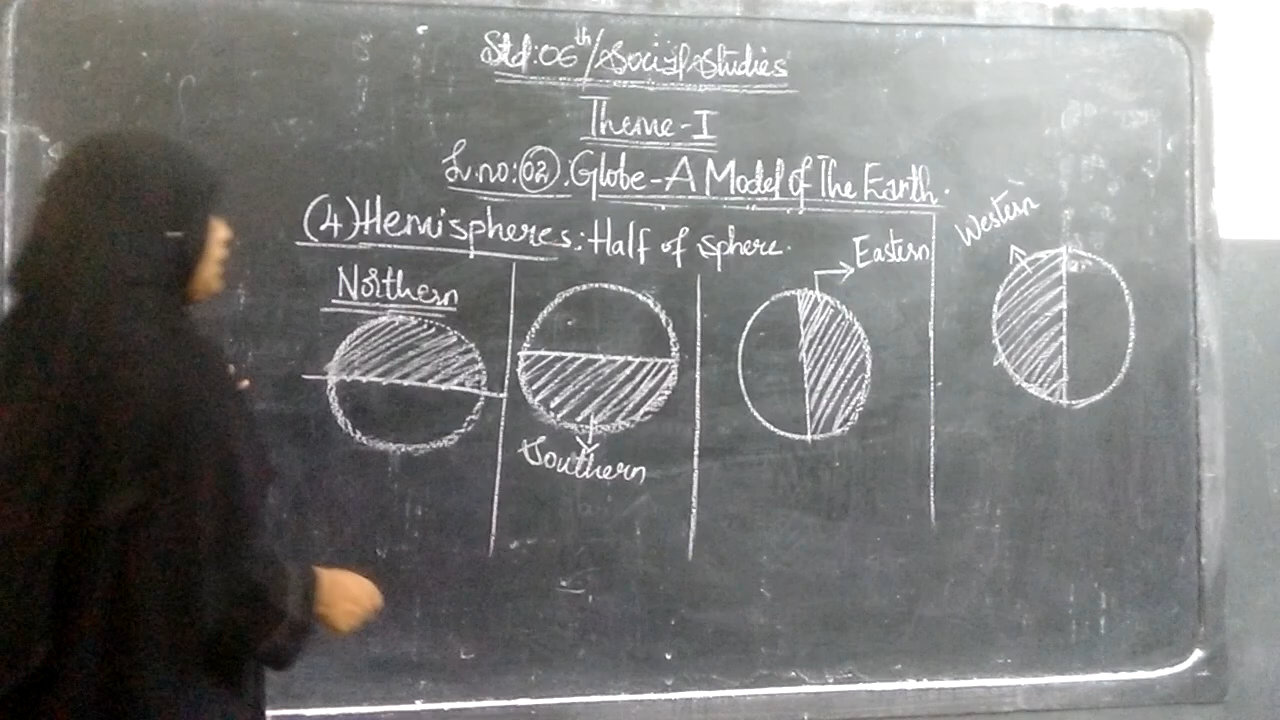 Std:06th/Social Studies
Theme-I
L.no:02.Globe-A Model of The Earth.
(4)Hemispheres:Half of sphere.
Northern
Southern
Eastern
Western